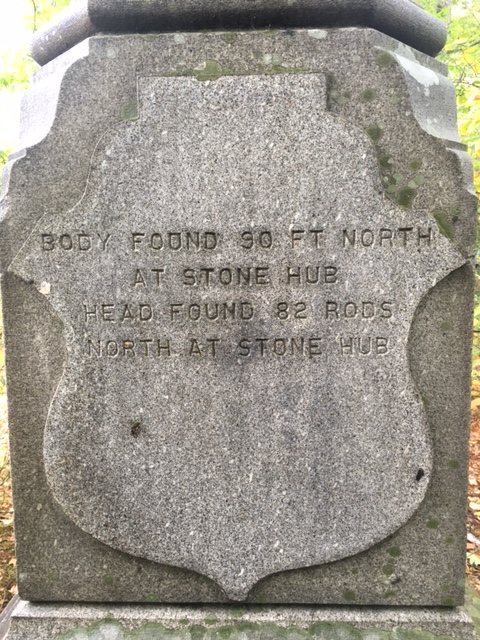 BODY FOUND 90 FT NORTH
AT STONE HUB
HEAD FOUND 82 RODS
NORTH AT STONE HUB